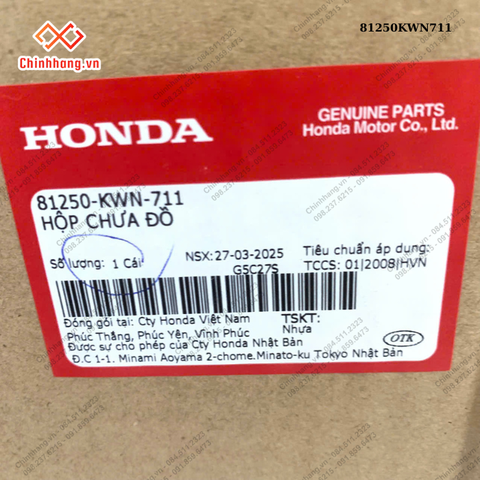 Chinhhang.vn
81250KWN711
HONDA
GENUINE PARTS
Honda Motor Co., Ltd.
81250-KWN-711
HỘP CHỨA ĐỒ
Số lượng: 1 Cái
NSX:27-03-2025
G5C27S
Tiêu chuẩn áp dụng:
TCCS: 01|2008|HVN
Đóng gói tại: Cty Honda Việt Nam
Phúc Thắng, Phúc Yên, Vĩnh Phúc
TSKT:
Nhựa
Được sự cho phép của Cty Honda Nhật Bản
Đ.C 1-1. Minami Aoyama 2-chome.Minato-ku Tokyo Nhật Bản
OTK